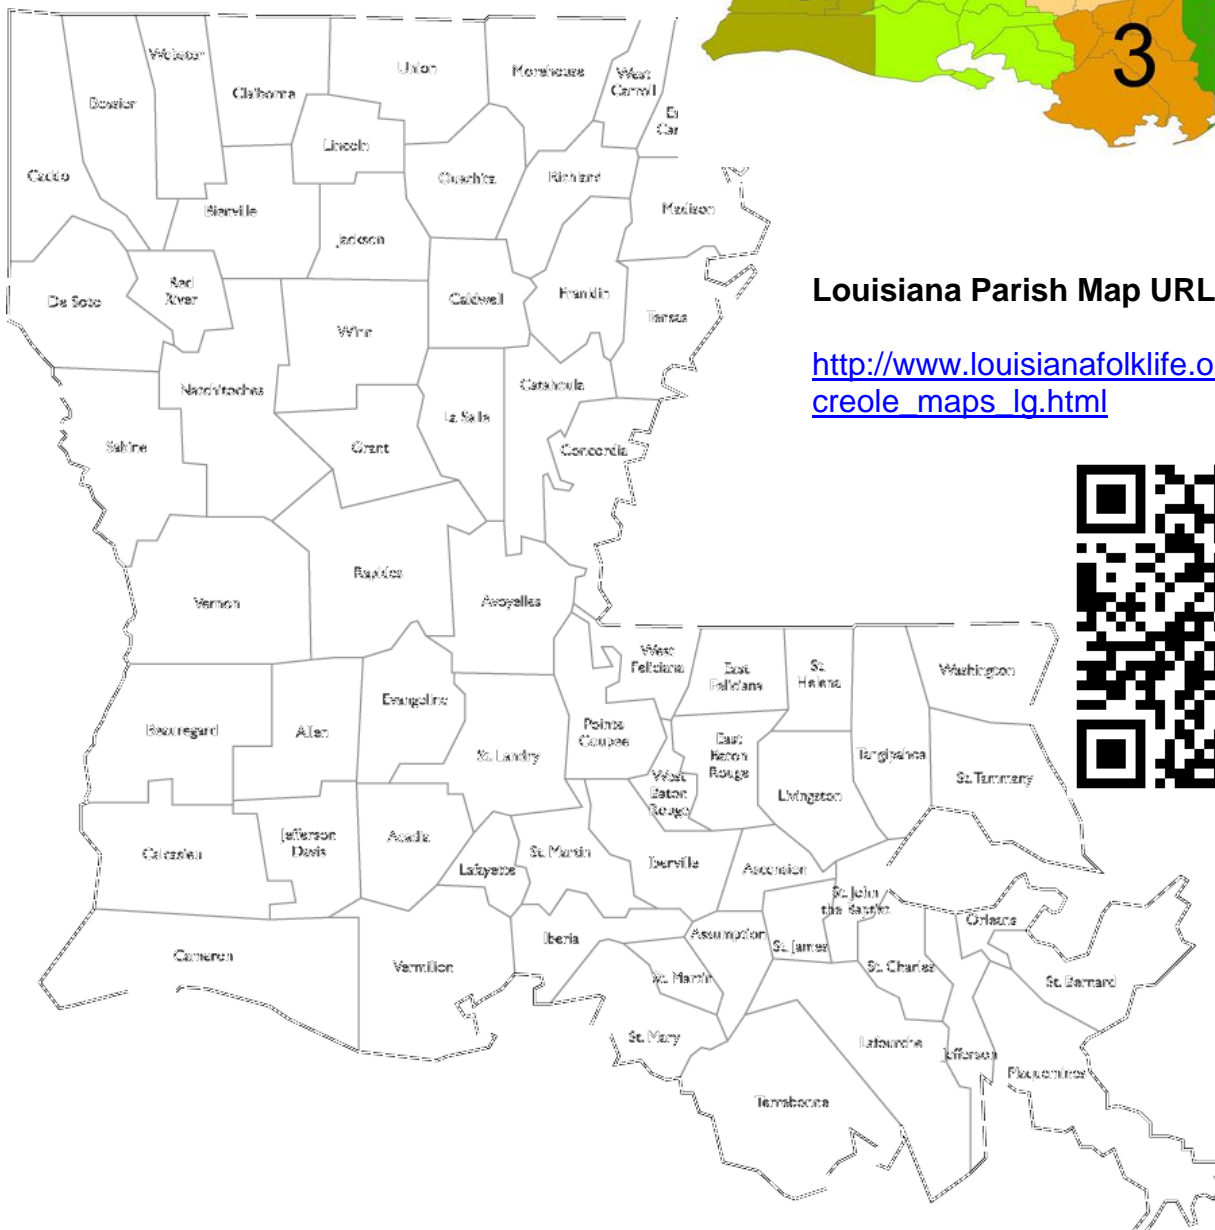 3
Webster
Union
Morehouse
West
Carroll
Claiborne
Bossier
Lincoln
Caddo
Ouachita
Richland
Bienville
Madison
Jackson
Red
River
De Soto
Caldwell
Franklin
Winn
Tensas
Louisiana Parish Map URL
http://www.louisianafolklife.o
creole_maps_lg.html
Natchitoches
Catahoula
La Salle
Sabine
Grant
Concordia
Rapides
Vernon
Avoyelles
West
Feliciana
East
Feliciana
St.
Helena
Washington
Evangeline
Beauregard
Allen
Pointe
Coupee
St. Landry
East
Baton
Rouge
Tangipahoa
St. Tammany
West
Baton
Rouge
Livingston
Calcasieu
Jefferson
Davis
Acadia
Lafayette
St. Martin
Iberville
Ascension
St. John
the Baptist
Orleans
Cameron
Vermilion
Iberia
Assumption
St. James
St. Charles
St. Martin
St. Bernard
St. Mary
Lafourche
Jefferson
Plaquemines
Terrebonne